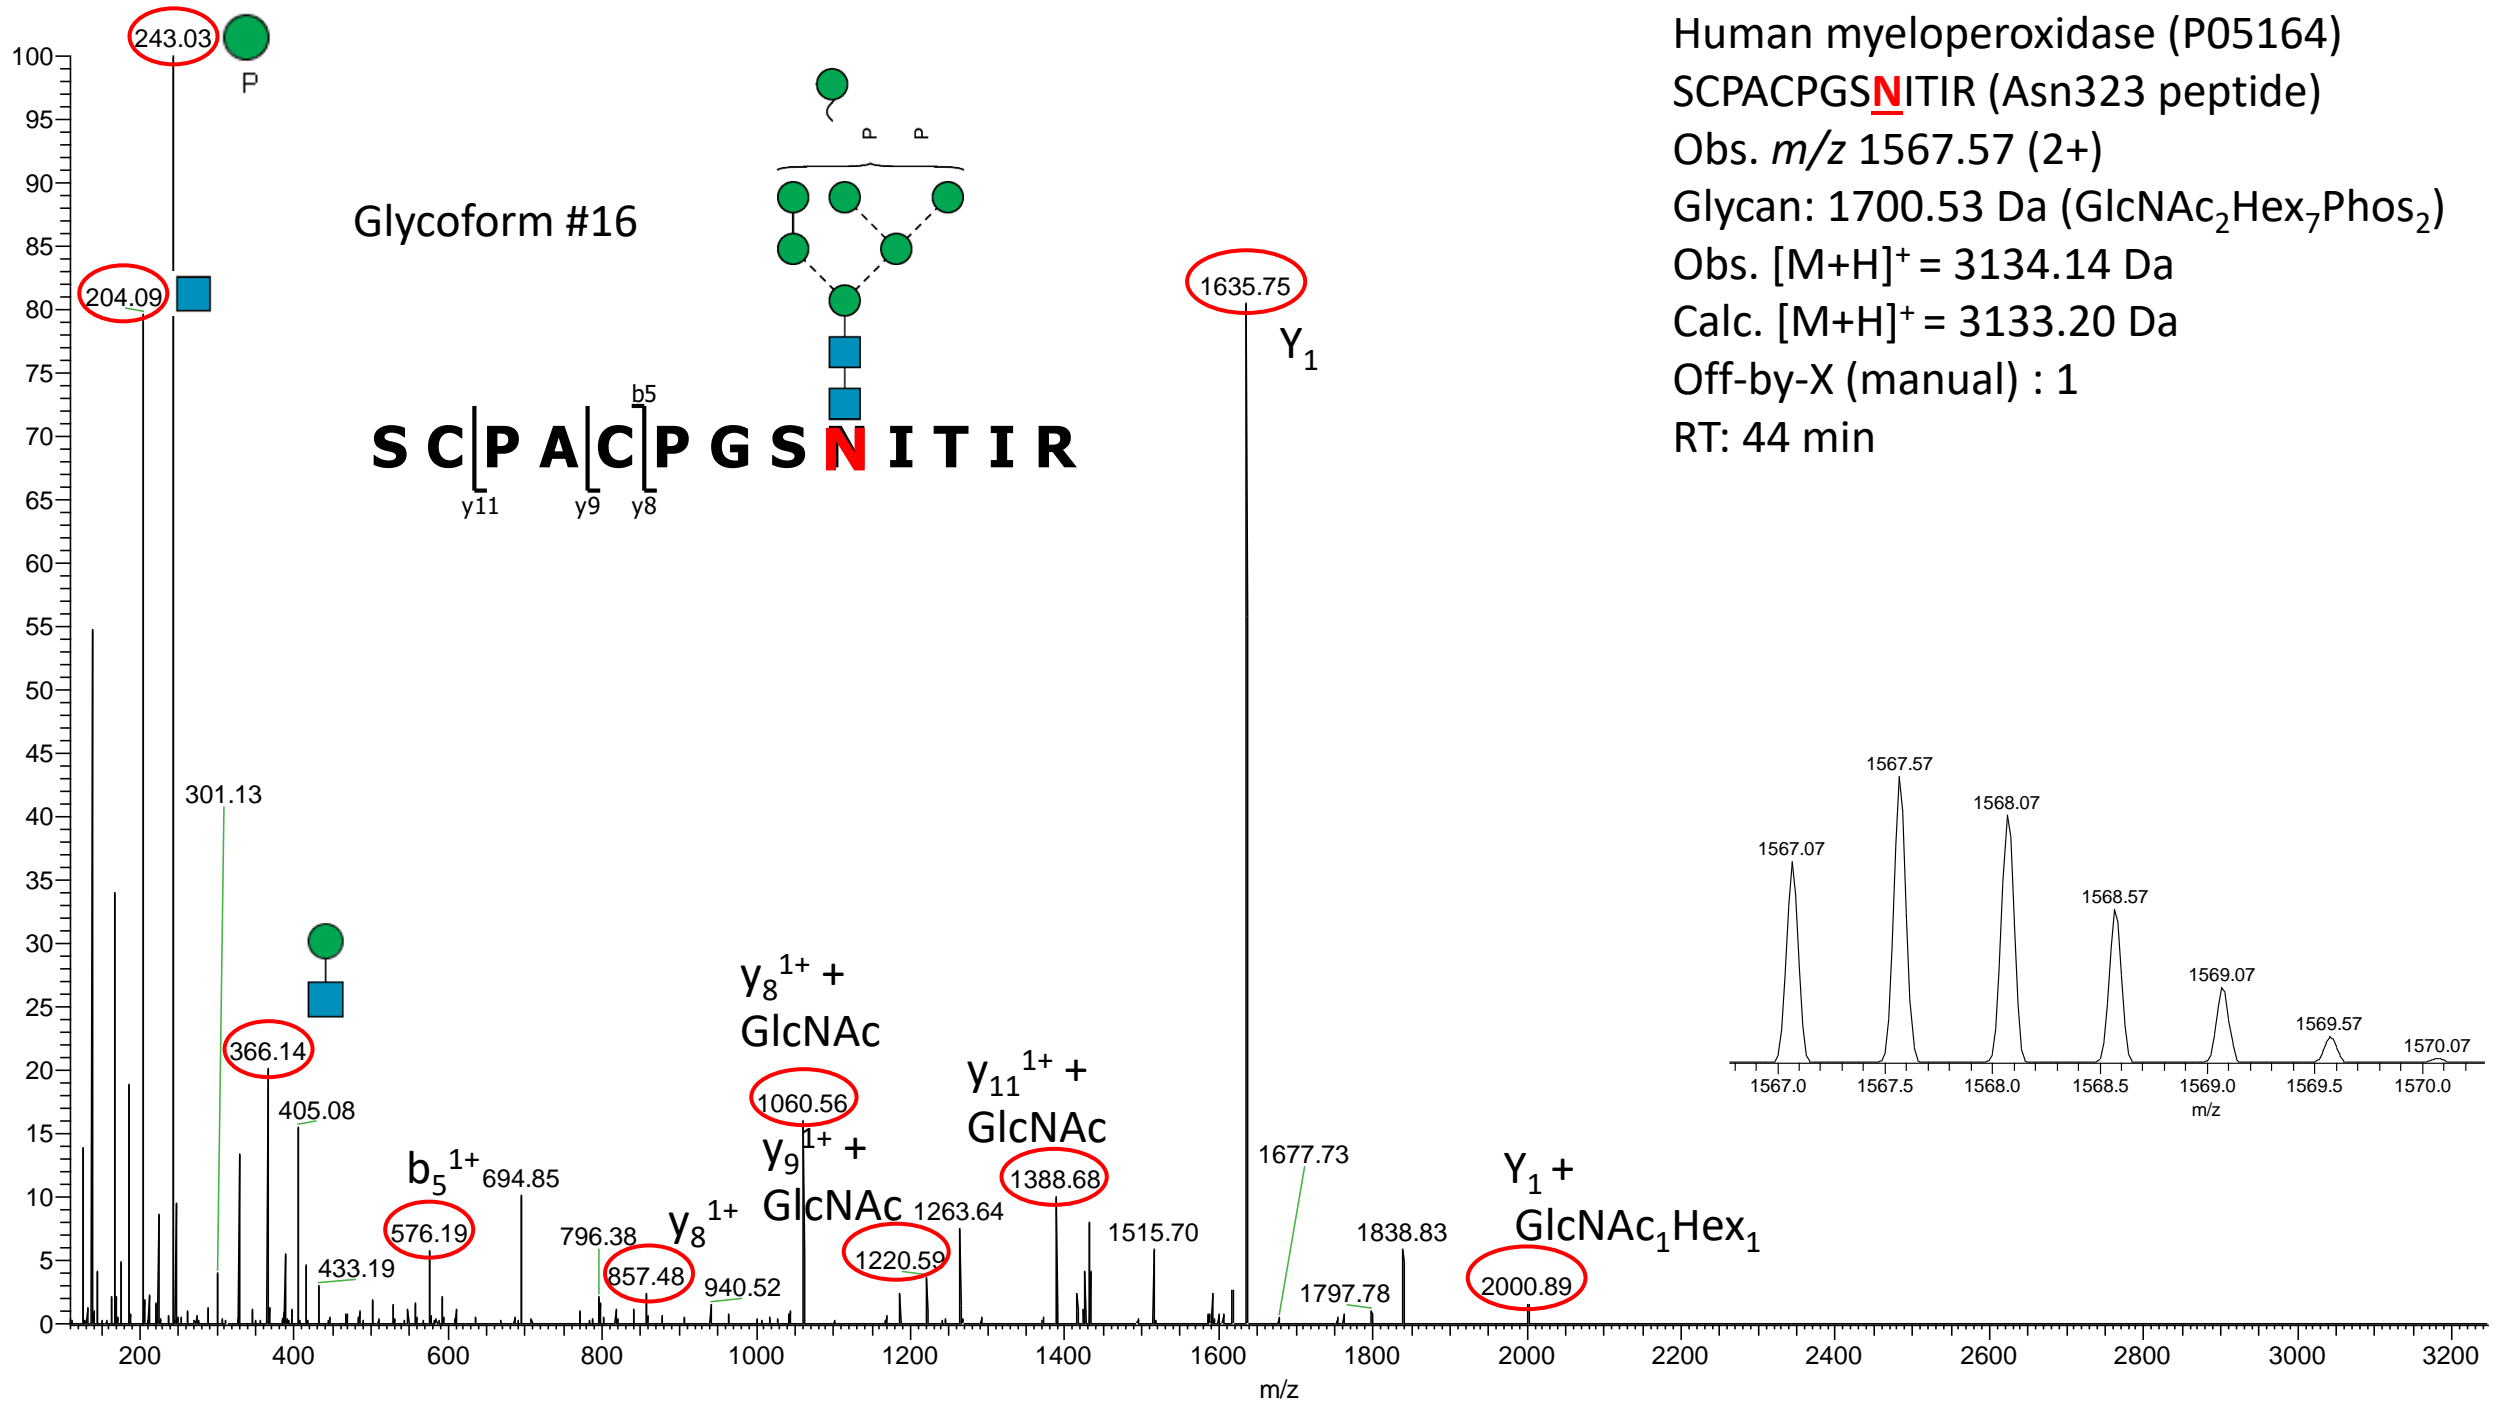 Human myeloperoxidase (P05164)
SCPACPGSNITIR (Asn323 peptide)
Obs. m/z 1567.57 (2+)
Glycan: 1700.53 Da (GlcNAc₂Hex₇Phos₂)
Obs. [M+H]⁺ = 3134.14 Da
Calc. [M+H]⁺ = 3133.20 Da
Off-by-X (manual) : 1
RT: 44 min
Glycoform #16
P
P P
b5
S C P A C P G S N I T I R
y11 y9 y8
243.03
204.09
301.13
366.14
405.08
433.19
b₅¹⁺
576.19
694.85
796.38
y₈¹⁺
857.48
940.52
y₈¹⁺ +
GlcNAc
1060.56
y₉¹⁺ +
GlcNAc
1220.59
1263.64
y₁₁¹⁺ +
GlcNAc
1388.68
1515.70
1635.75
Y₁
1677.73
1797.78
1838.83
Y₁ +
GlcNAc₁Hex₁
2000.89
100
95
90
85
80
75
70
65
60
55
50
45
40
35
30
25
20
15
10
5
0
200 400 600 800 1000 1200 1400 1600 1800 2000 2200 2400 2600 2800 3000 3200
m/z
1567.07
1567.57
1568.07
1568.57
1569.07
1569.57
1570.07
1567.0 1567.5 1568.0 1568.5 1569.0 1569.5 1570.0
m/z